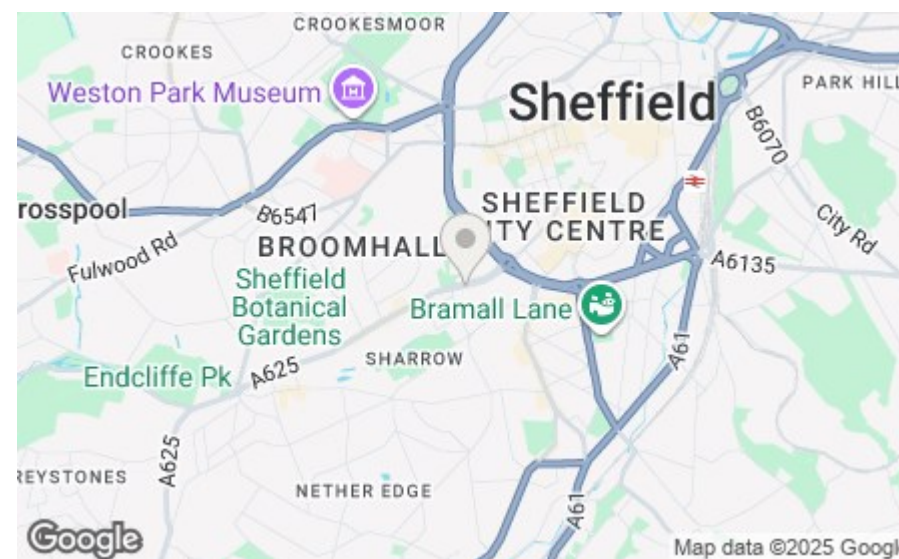 CROOKESMOOR
CROOKES
Weston Park Museum
Sheffield
PARK HILL
B6070
rosspool
B6547
Fulwood Rd
BROOMHALL
SHEFFIELD
ITY CENTRE
City Rd
A6135
Sheffield
Botanical
Gardens
Bramall Lane
SHARROW
A61
Endcliffe Pk
A625
A625
REYSTONES
NETHER EDGE
A61
Google
Map data ©2025 Googl